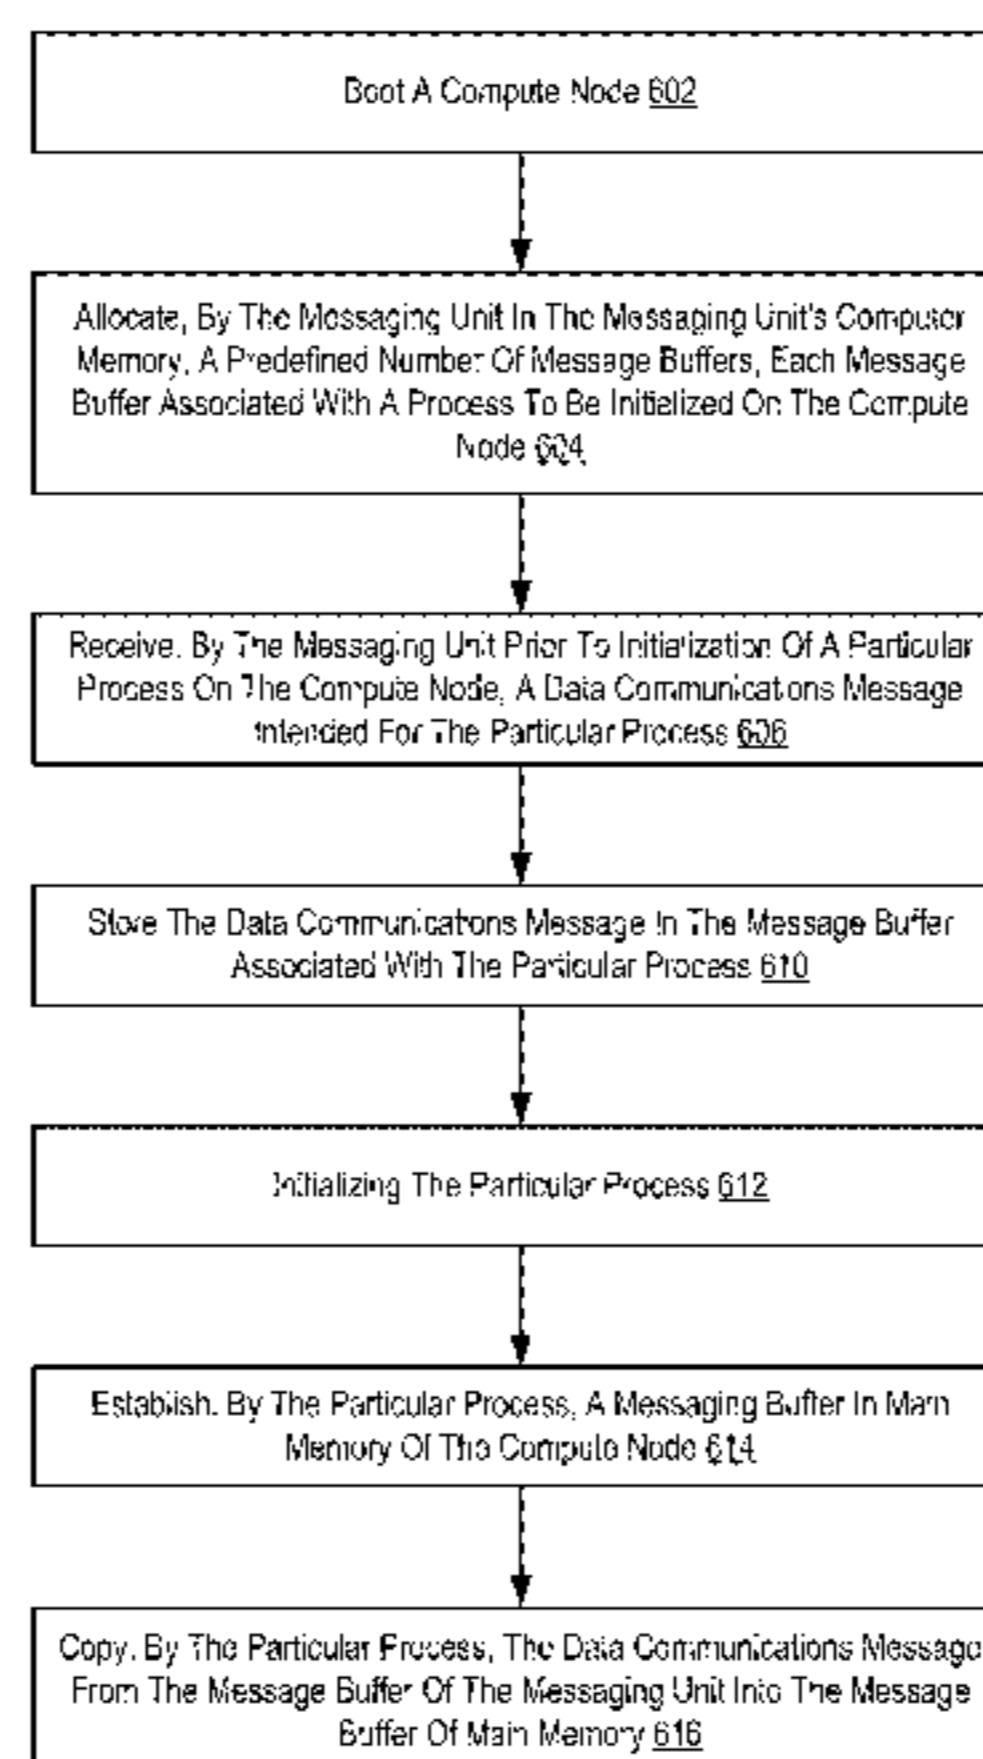 Boot A Compute Node 602
Allocate, By The Messaging Unit In The Messaging Unit's Computer
Memory, A Predefined Number Of Message Buffers, Each Message
Buffer Associated With A Process To Be Initialized On The Compute
Node 604
Receive, By The Messaging Unit Prior To Initialization Of A Particular
Process On The Compute Node, A Data Communications Message
Intended For The Particular Process 606
Store The Data Communications Message In The Message Buffer
Associated With The Particular Process 610
Initializing The Particular Process 612
Establish, By The Particular Process, A Messaging Buffer In Main
Memory Of The Compute Node 614
Copy, By The Particular Process, The Data Communications Message
From The Message Buffer Of The Messaging Unit Into The Message
Buffer Of Main Memory 616